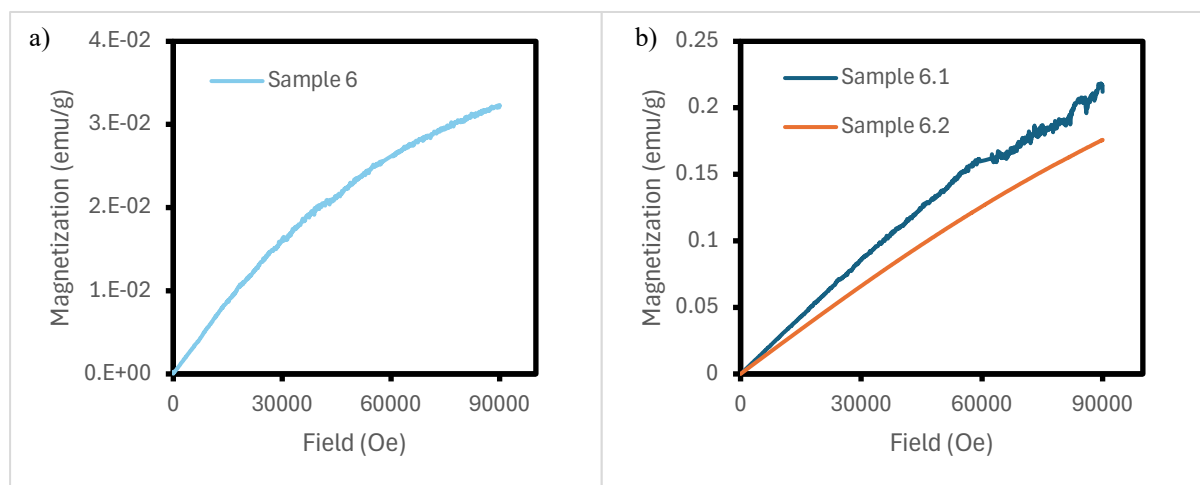 a)
4.E-02
3.E-02
2.E-02
1.E-02
0.E+00
Magnetization (emu/g)
Sample 6
0 30000 60000 90000
Field (Oe)
b)
0.25
0.2
0.15
0.1
0.05
0
Magnetization (emu/g)
Sample 6.1
Sample 6.2
0 30000 60000 90000
Field (Oe)